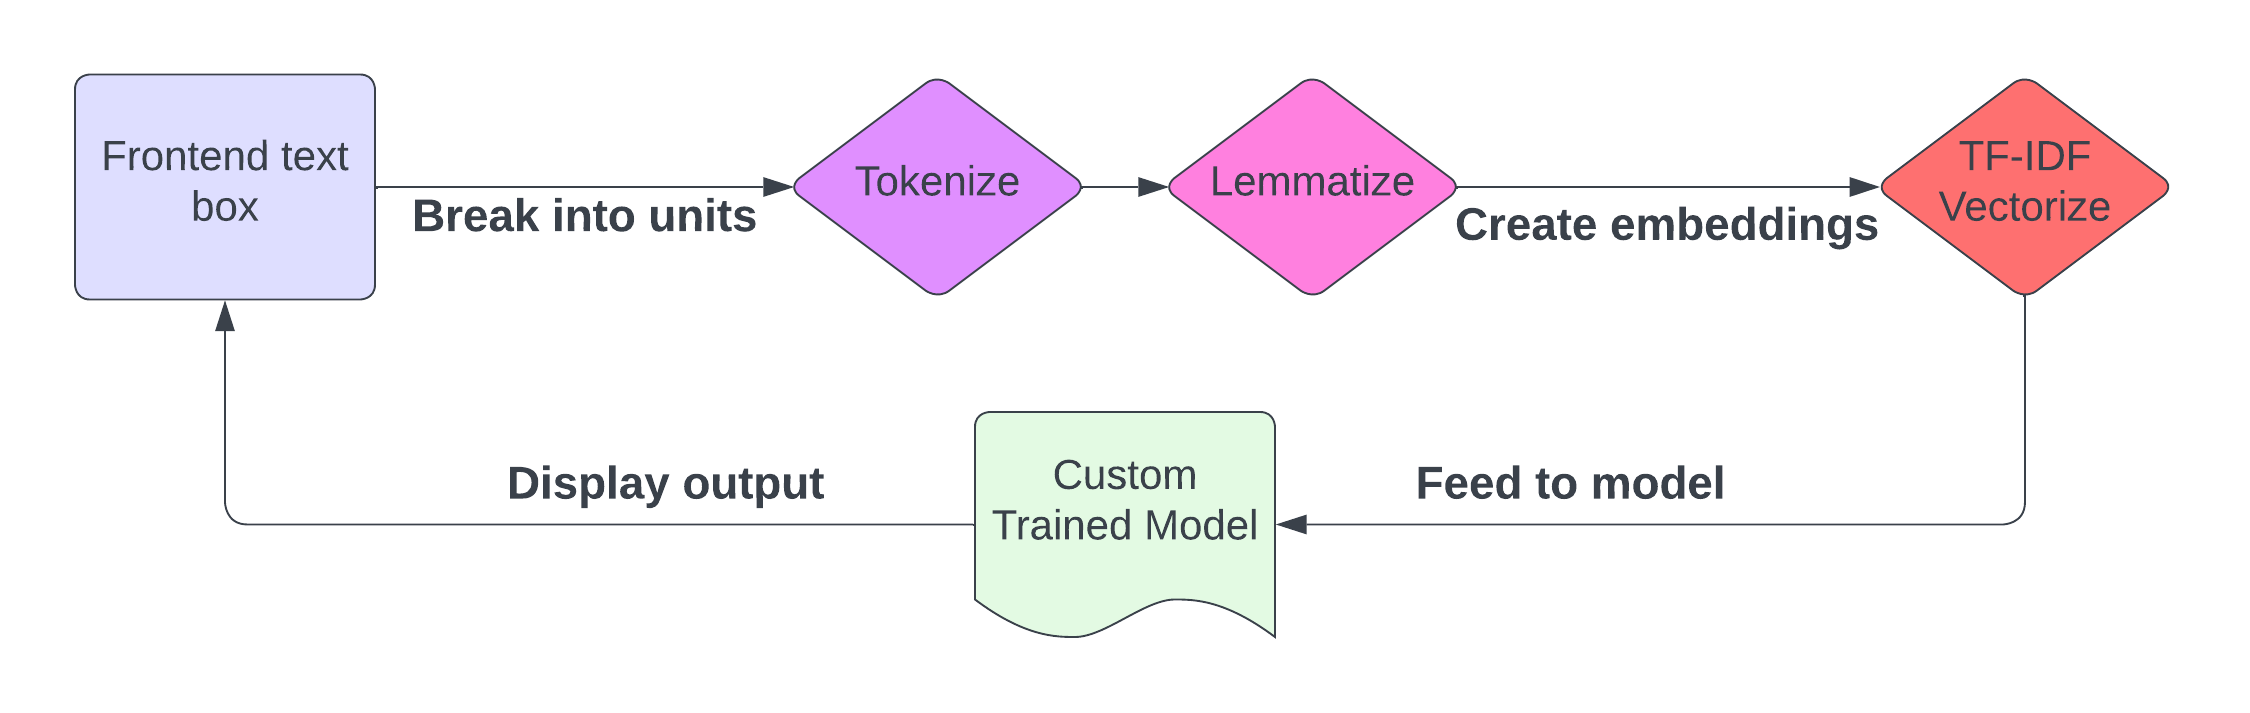 Frontend text
box
Break into units
Tokenize
Lemmatize
Create embeddings
TF-IDF
Vectorize
Display output
Custom
Trained Model
Feed to model